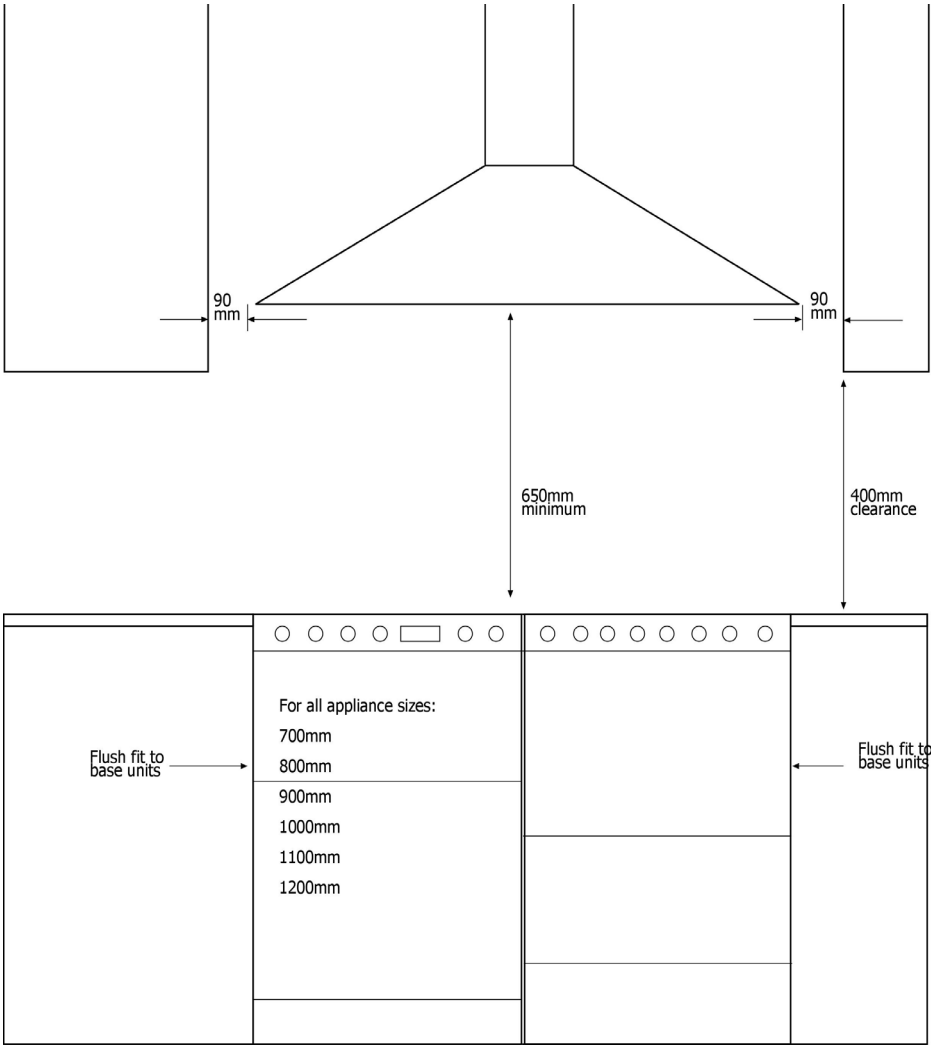 90
mm
90
mm
650mm
minimum
400mm
clearance
For all appliance sizes:
700mm
800mm
900mm
1000mm
1100mm
1200mm
Flush fit to
base units
Flush fit to
base units